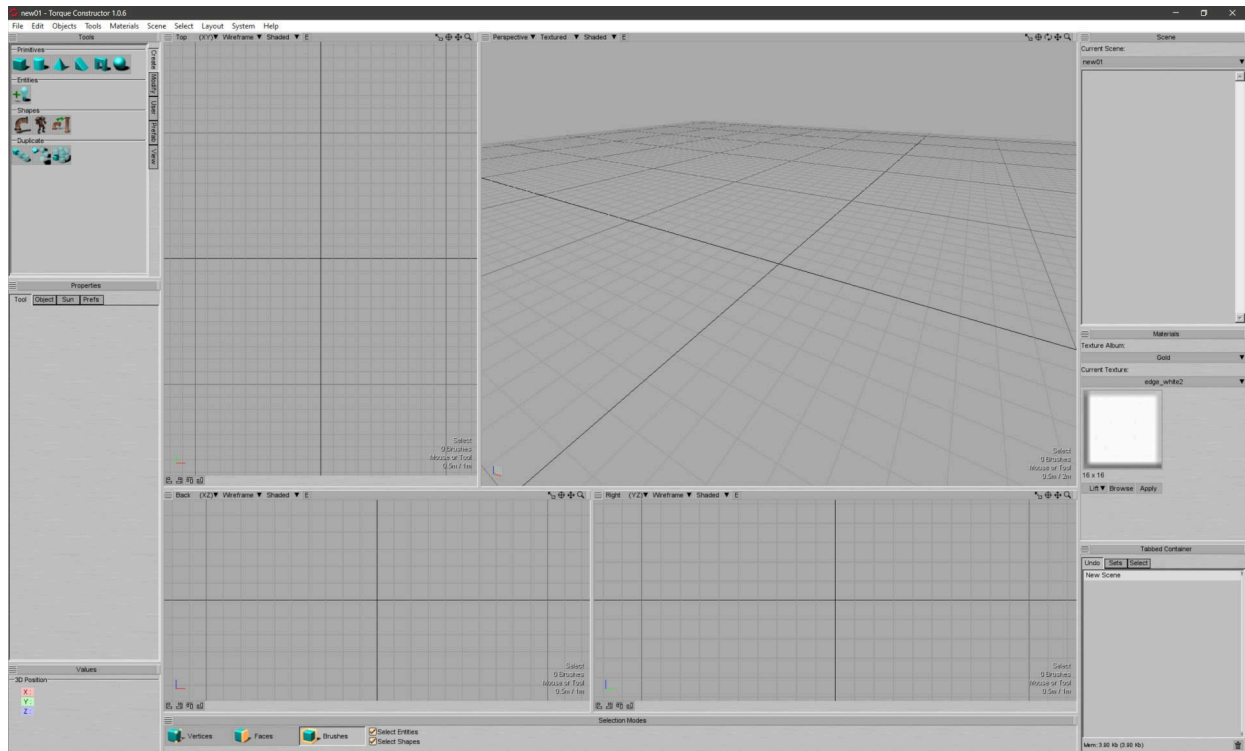 new01 - Torque Constructor 1.0.6
File Edit Objects Tools Materials Scene Select Layout System Help
Tools
Primitives
Entities
Shapes
Duplicate
Create
Modify
User
Prefab
View
Properties
Tool Object Sun Prefs
Values
3D Position
X :
Y :
Z :
Top (XY)▼ Wireframe ▼ Shaded ▼ E
Select
0 Brushes
Mouse or Tool
0.5m / 1m
Perspective ▼ Textured ▼ Shaded ▼ E
Select
0 Brushes
Mouse or Tool
0.5m / 2m
Back (XZ)▼ Wireframe ▼ Shaded ▼ E
Select
0 Brushes
Mouse or Tool
0.5m / 1m
Right (YZ)▼ Wireframe ▼ Shaded ▼ E
Select
0 Brushes
Mouse or Tool
0.5m / 1m
Selection Modes
Vertices Faces Brushes
Select Entities
Select Shapes
Scene
Current Scene:
new01
Materials
Texture Album:
Gold
Current Texture:
edge_white2
16 x 16
Lift ▼ Browse Apply
Tabbed Container
Undo Sets Select
New Scene
Mem: 3.80 Kb (3.80 Kb)